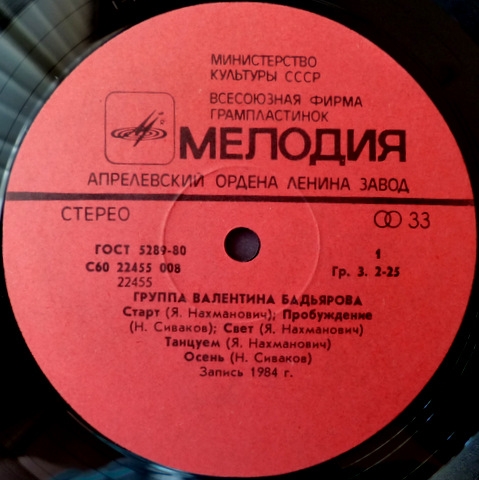 МИНИСТЕРСТВО
КУЛЬТУРЫ СССР
ВСЕСОЮЗНАЯ ФИРМА
ГРАМПЛАСТИНОК
МЕЛОДИЯ
АПРЕЛЕВСКИЙ ОРДЕНА ЛЕНИНА ЗАВОД
СТЕРЕО 33
ГОСТ 5289-80 1
С60 22455 008 Гр. 3. 2-25
22455
ГРУППА ВАЛЕНТИНА БАДЬЯРОВА
Старт (Я. Нахманович); Пробуждение
(Н. Сиваков); Свет (Я. Нахманович)
Танцуем (Я. Нахманович)
Осень (Н. Сиваков)
Запись 1984 г.